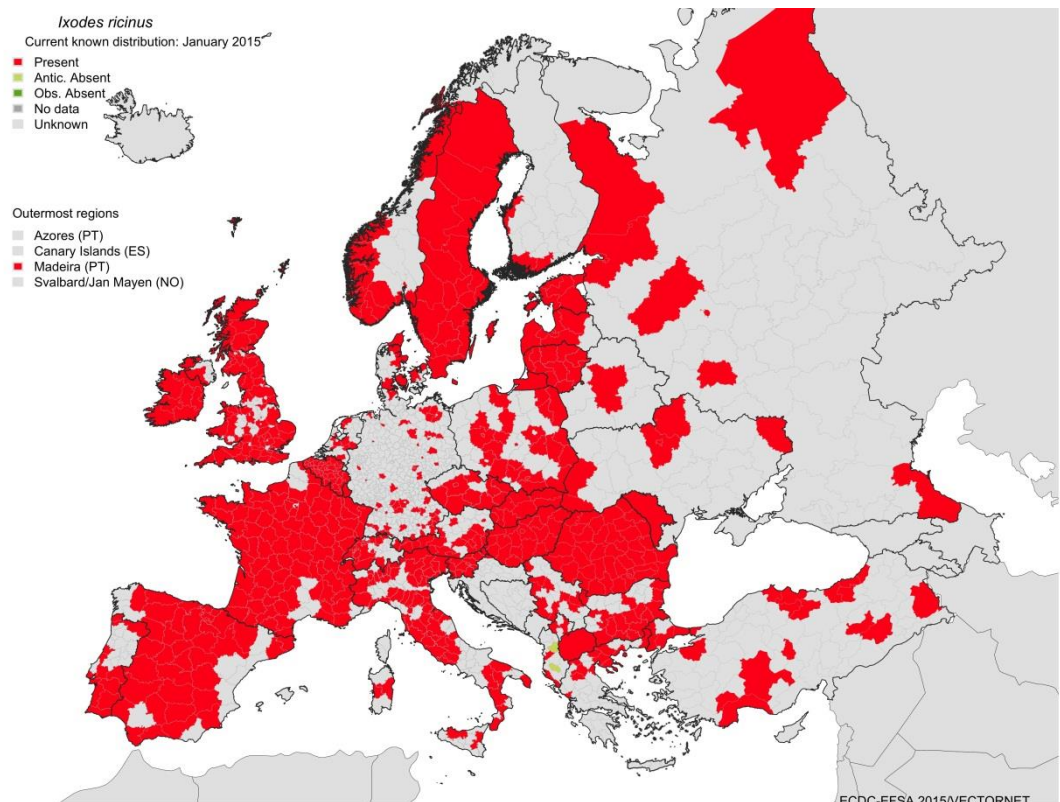 Ixodes ricinus
Current known distribution: January 2015
Present
Antic. Absent
Obs. Absent
No data
Unknown
Outermost regions
Azores (PT)
Canary Islands (ES)
Madeira (PT)
Svalbard/Jan Mayen (NO)
ECDC-EFSA 2015/VECTORNET